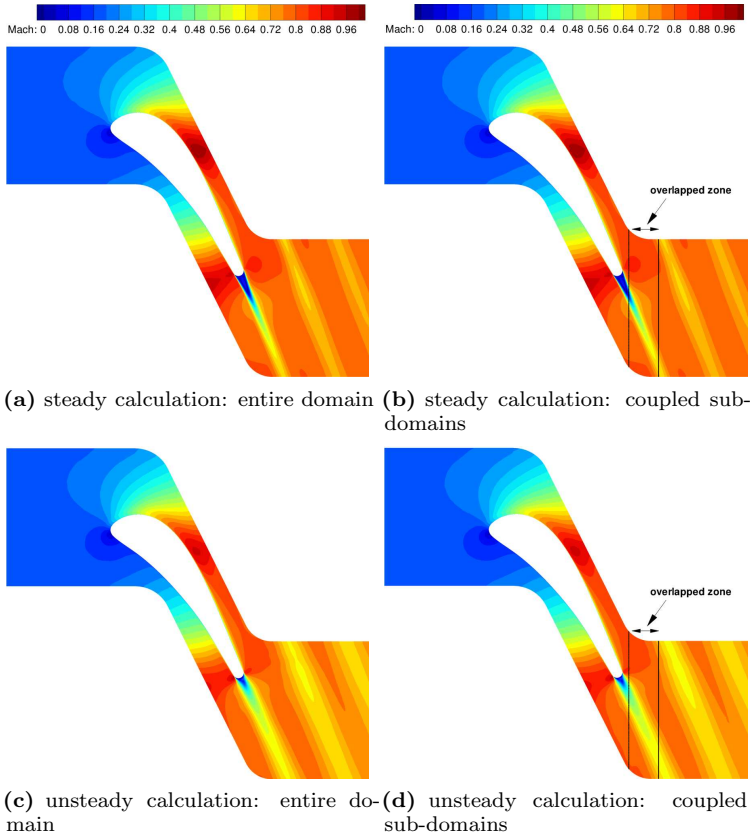 Mach: 0 0.08 0.16 0.24 0.32 0.4 0.48 0.56 0.64 0.72 0.8 0.88 0.96
Mach: 0 0.08 0.16 0.24 0.32 0.4 0.48 0.56 0.64 0.72 0.8 0.88 0.96
overlapped zone
(a) steady calculation: entire domain
(b) steady calculation: coupled sub-
domains
overlapped zone
(c) unsteady calculation: entire do-
main
(d) unsteady calculation: coupled
sub-domains